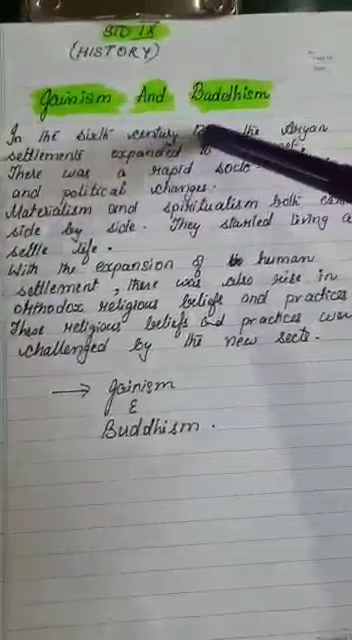 STD IX
(HISTORY)
Jainism And Buddhism
In the sixth century the Aryan
settlements expanded to
There was a rapid socio-
and political changes.
Materialism and spiritualism both
side by side. They started living a
settle life.
With the expansion of human
settlement, there was also rise in
orthodox religious beliefs and practices
These religious beliefs and practices were
challenged by the new sects.
→ Jainism
&
Buddhism.